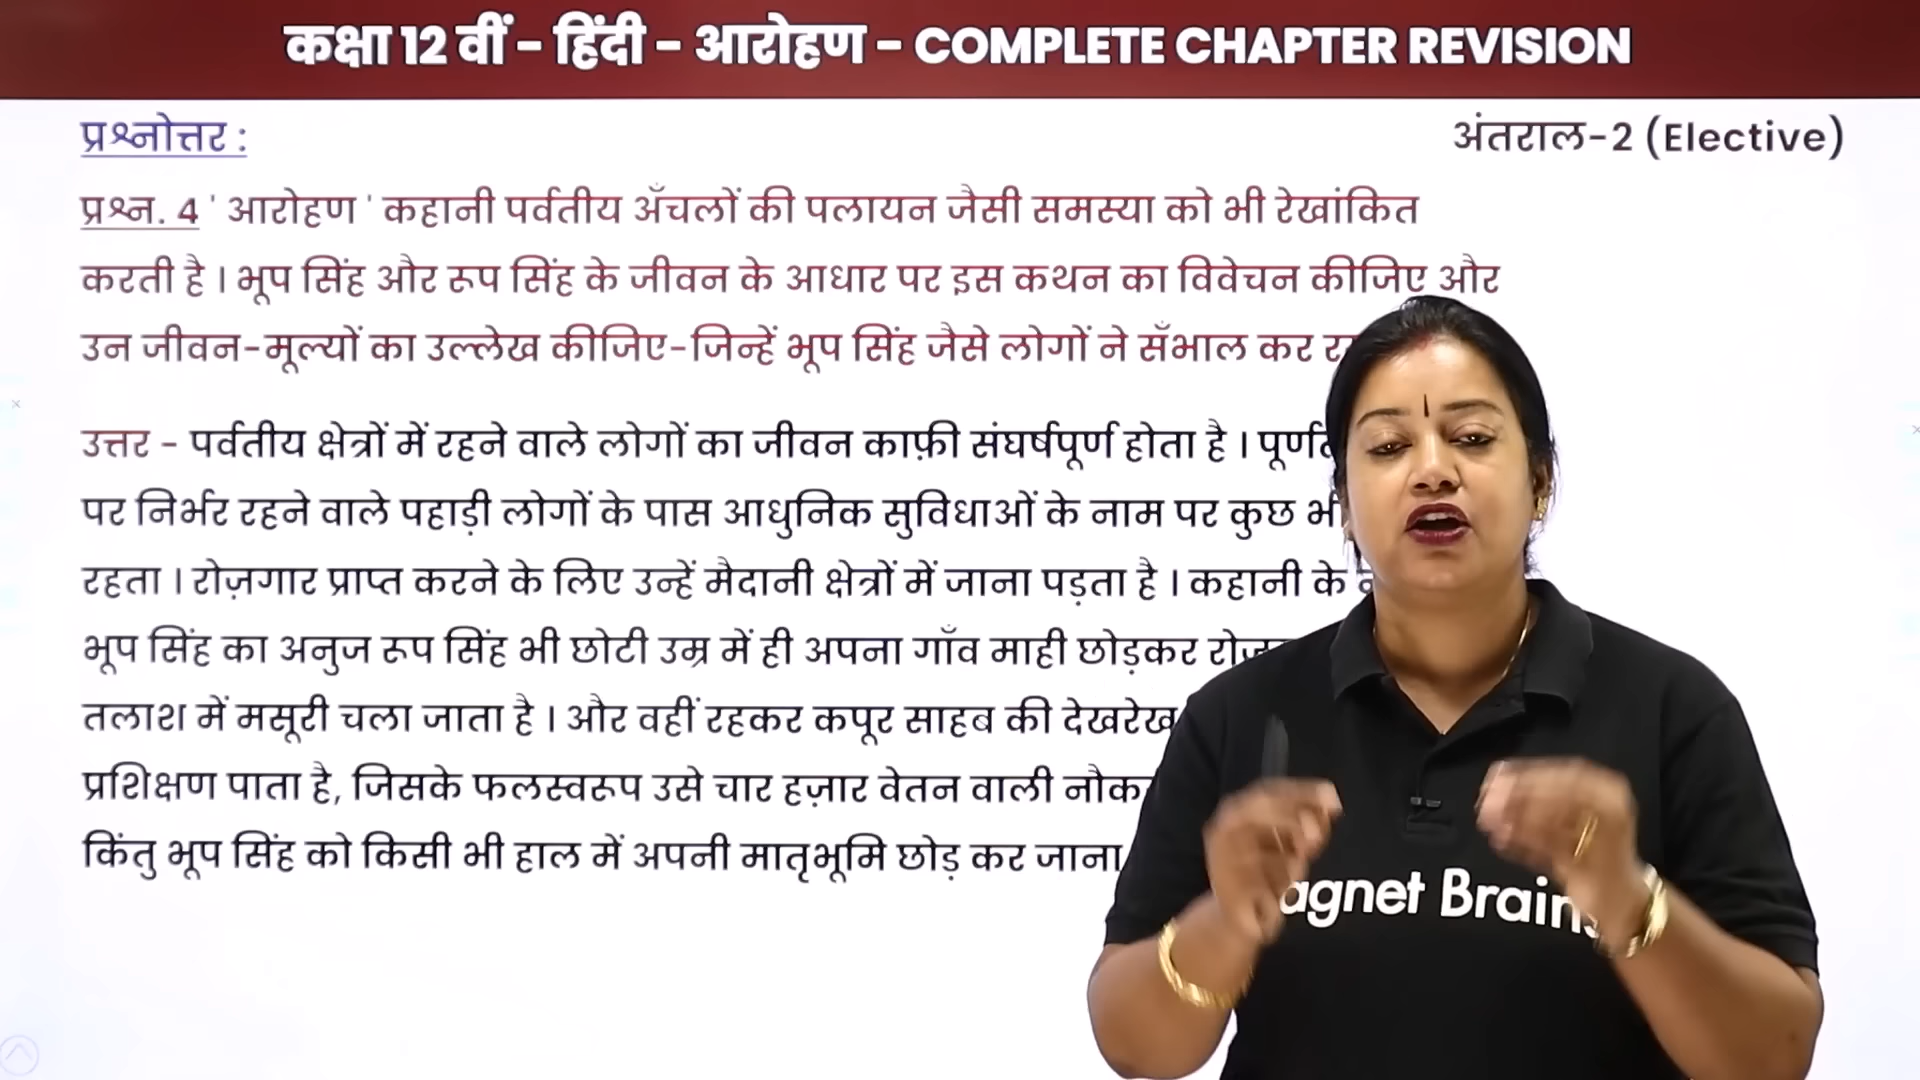 कक्षा 12 वीं - हिंदी - आरोहण - COMPLETE CHAPTER REVISION
प्रश्नोत्तर :
अंतराल-2 (Elective)
प्रश्न. 4 ' आरोहण ' कहानी पर्वतीय अँचलों की पलायन जैसी समस्या को भी रेखांकित
करती है । भूप सिंह और रूप सिंह के जीवन के आधार पर इस कथन का विवेचन कीजिए और
उन जीवन-मूल्यों का उल्लेख कीजिए-जिन्हें भूप सिंह जैसे लोगों ने सँभाल कर
उत्तर - पर्वतीय क्षेत्रों में रहने वाले लोगों का जीवन काफ़ी संघर्षपूर्ण होता है ।
पर निर्भर रहने वाले पहाड़ी लोगों के पास आधुनिक सुविधाओं के नाम पर कुछ भी
रहता । रोज़गार प्राप्त करने के लिए उन्हें मैदानी क्षेत्रों में जाना पड़ता है । कहानी के
भूप सिंह का अनुज रूप सिंह भी छोटी उम्र में ही अपना गाँव माही छोड़कर
तलाश में मसूरी चला जाता है । और वहीं रहकर कपूर साहब की देखरेख
प्रशिक्षण पाता है, जिसके फलस्वरूप उसे चार हज़ार वेतन वाली
किंतु भूप सिंह को किसी भी हाल में अपनी मातृभूमि छोड़ कर जाना
agnet Brains